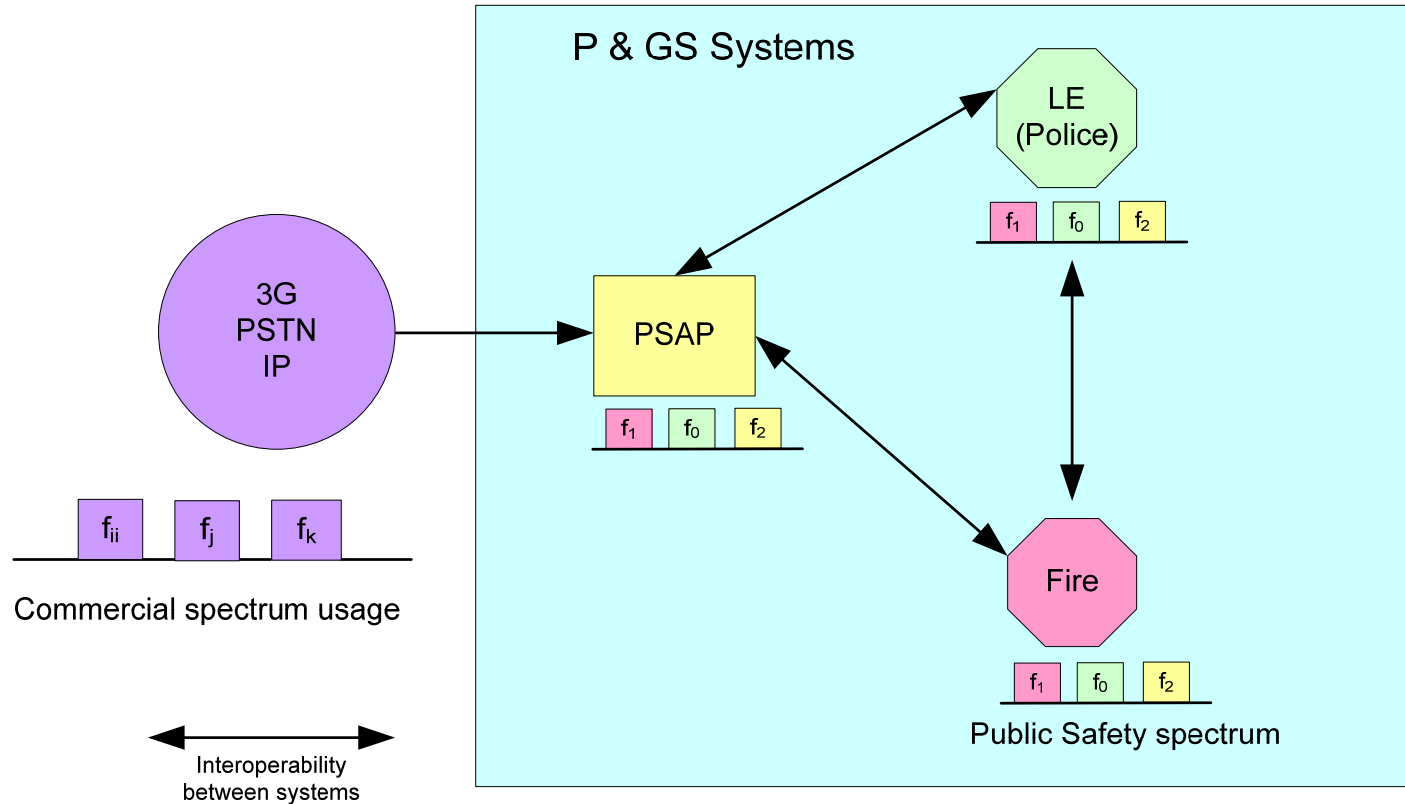 P & GS Systems
LE
(Police)
f₁ f₀ f₂
3G
PSTN
IP
PSAP
f₁ f₀ f₂
fᵢᵢ fⱼ fₖ
Commercial spectrum usage
Fire
f₁ f₀ f₂
Public Safety spectrum
Interoperability
between systems